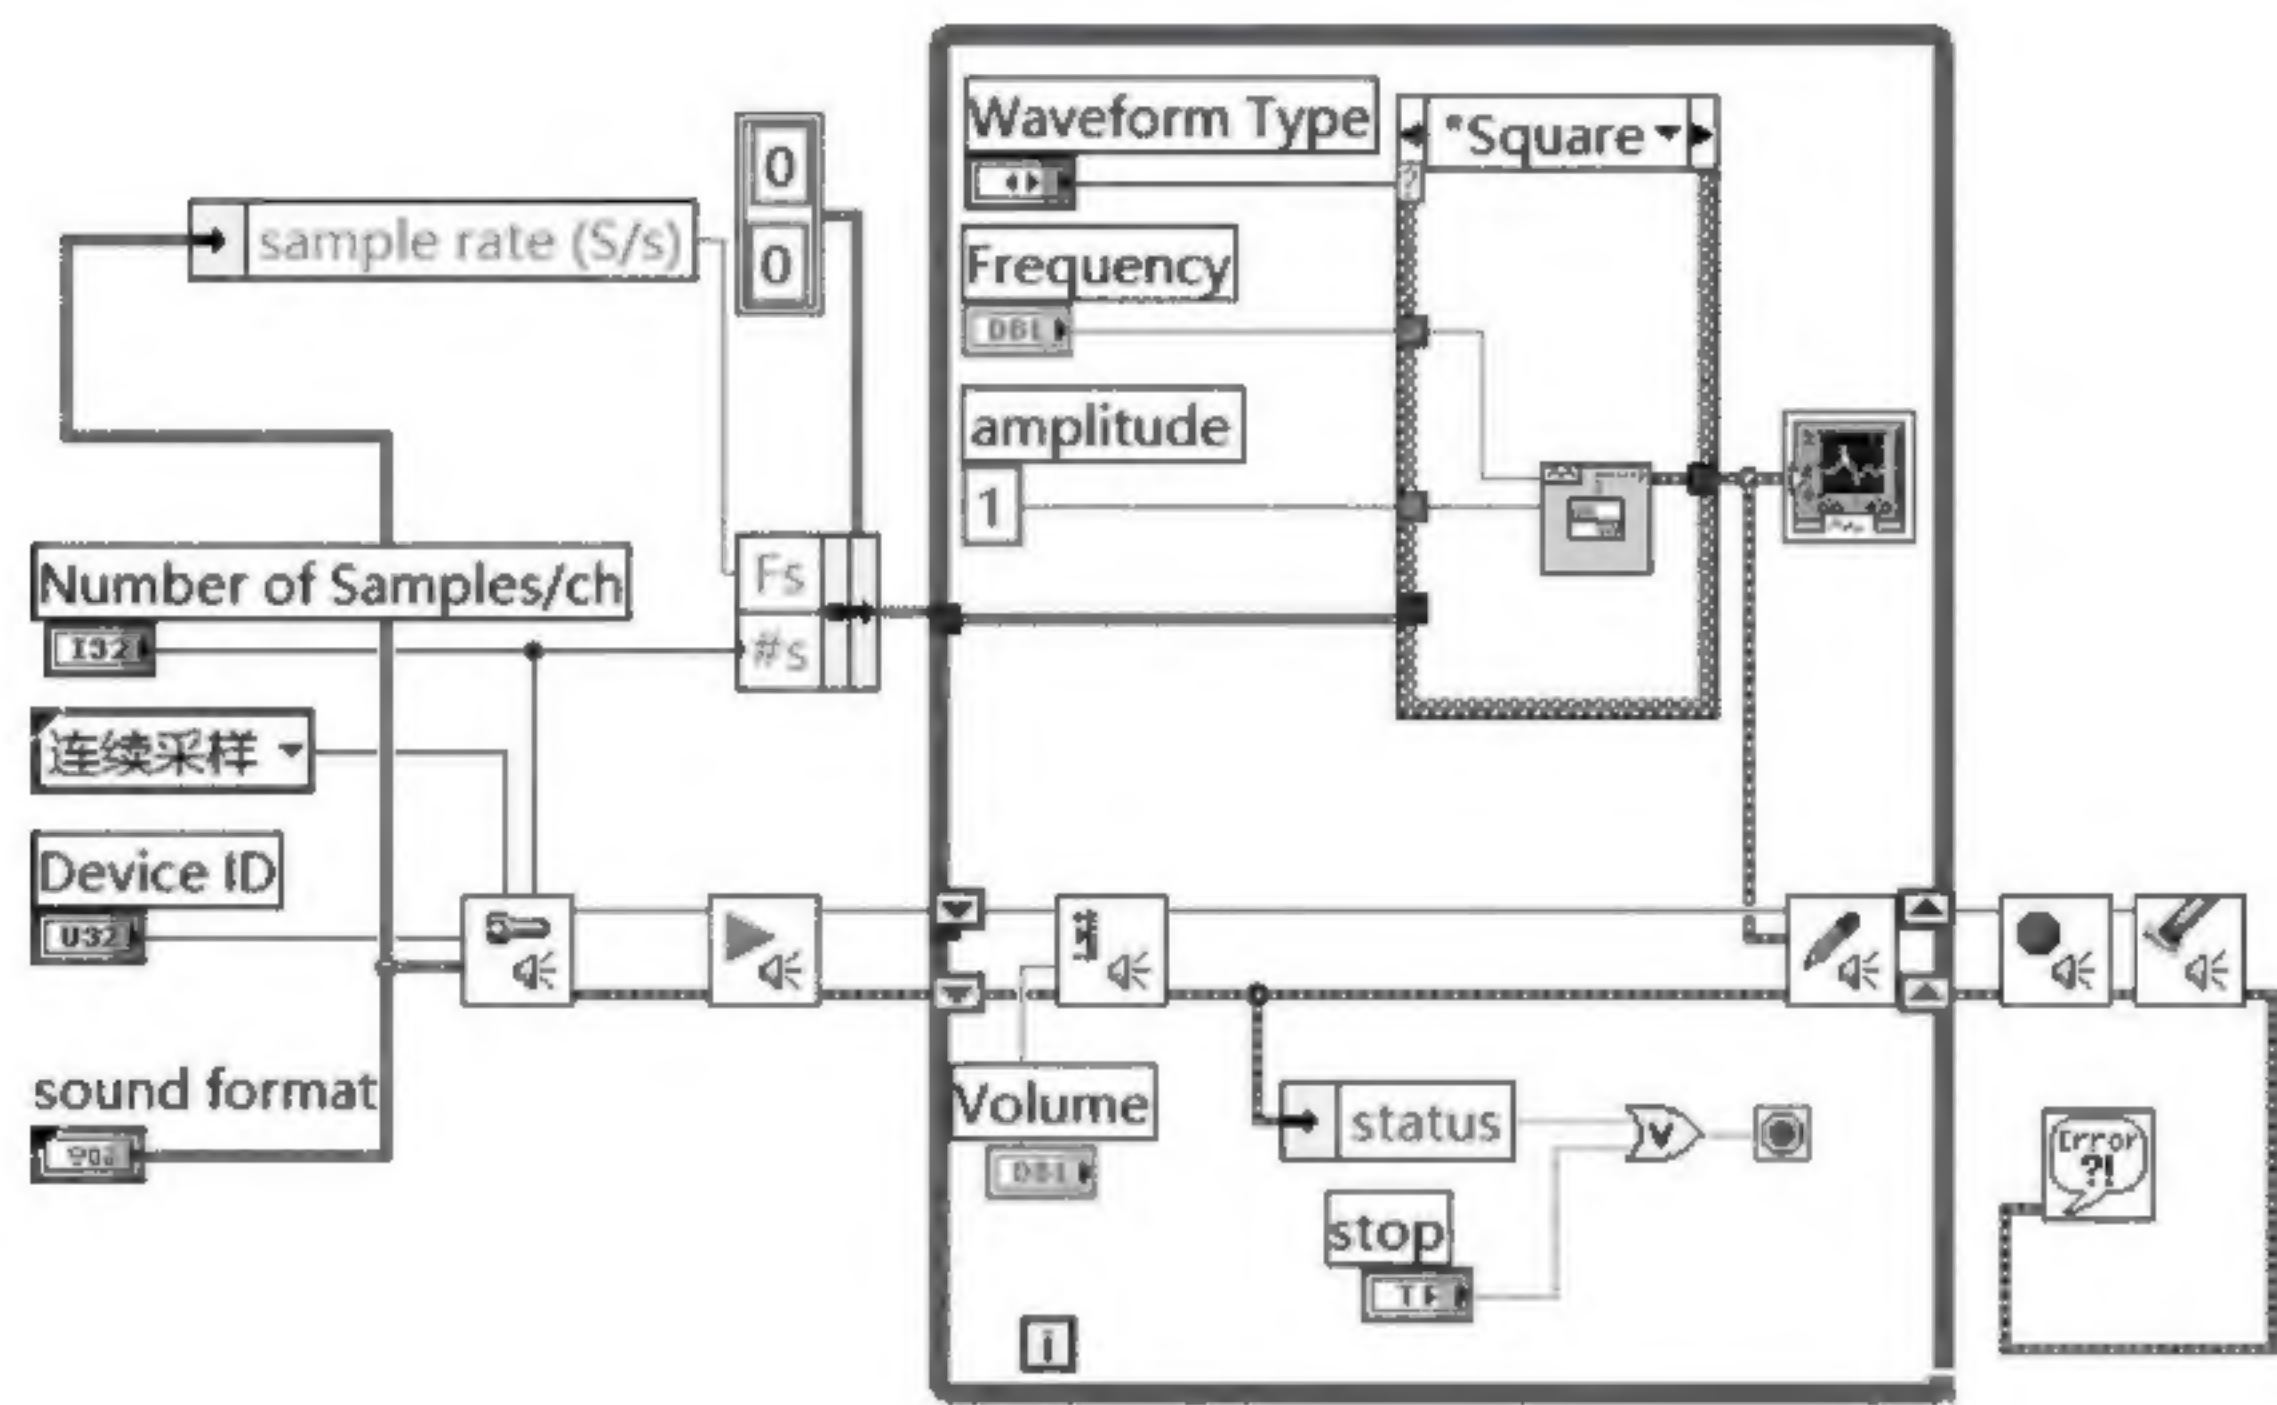 Waveform Type
"Square
0
sample rate (S/s)
0
Frequency
DBL
amplitude
1
Number of Samples/ch
Fs
I32
#s
连续采样
Device ID
U32
sound format
Volume
DBL
status
V
Error
?!
stop
TF
i